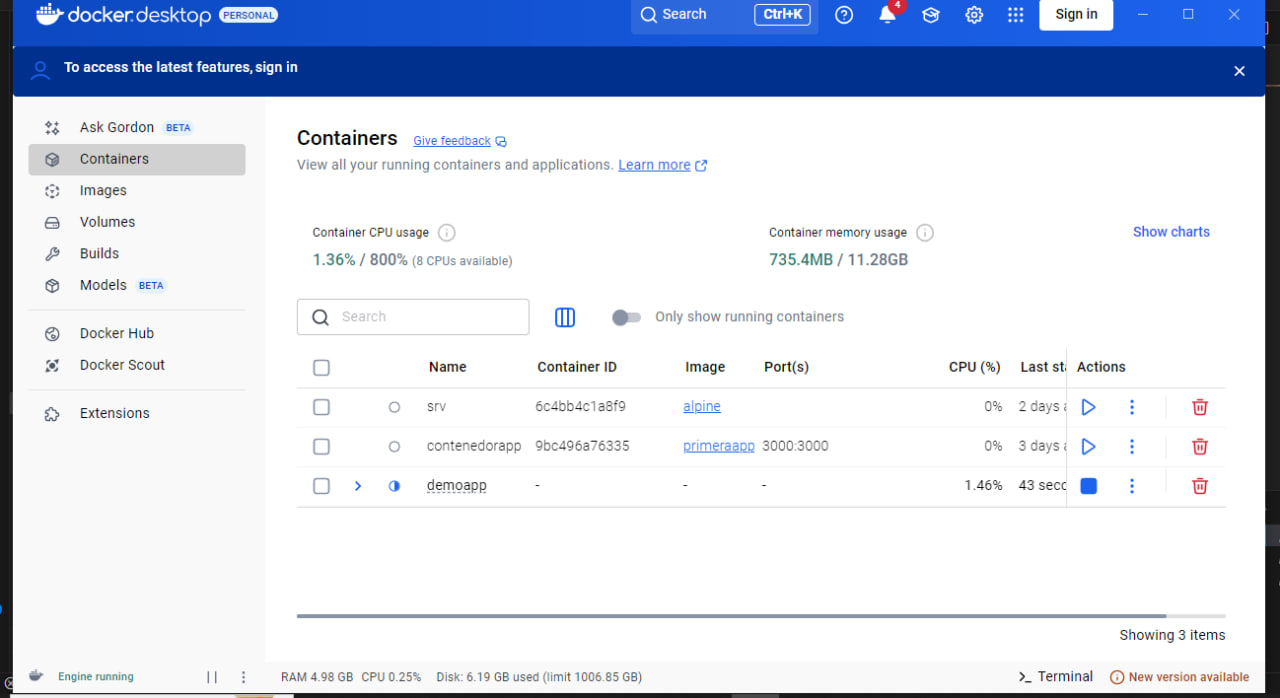 docker.desktop PERSONAL Search Ctrl+K 4 Sign in
To access the latest features, sign in
Ask Gordon BETA
Containers
Images
Volumes
Builds
Models BETA
Docker Hub
Docker Scout
Extensions
Containers Give feedback
View all your running containers and applications. Learn more
Container CPU usage
1.36% / 800% (8 CPUs available)
Container memory usage
735.4MB / 11.28GB
Show charts
Search
Only show running containers
Name Container ID Image Port(s) CPU (%) Last sta Actions
srv 6c4bb4c1a8f9 alpine 0% 2 days a
contenedorapp 9bc496a76335 primeraapp 3000:3000 0% 3 days a
demoapp - - - 1.46% 43 seco
Showing 3 items
Engine running RAM 4.98 GB CPU 0.25% Disk: 6.19 GB used (limit 1006.85 GB) >_ Terminal New version available